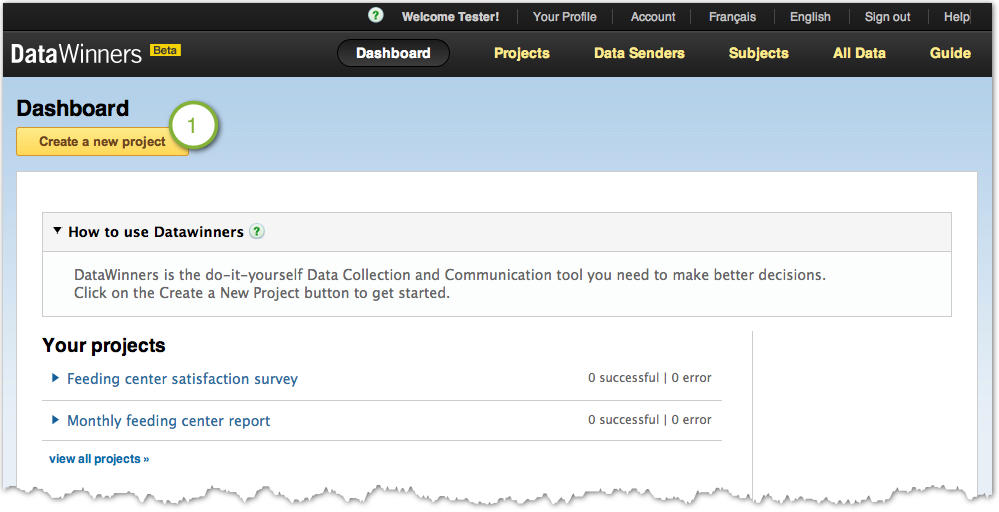 Welcome Tester! Your Profile Account Français English Sign out Help
DataWinners Beta Dashboard Projects Data Senders Subjects All Data Guide
Dashboard
Create a new project 1
How to use Datawinners ?
DataWinners is the do-it-yourself Data Collection and Communication tool you need to make better decisions.
Click on the Create a New Project button to get started.
Your projects
Feeding center satisfaction survey 0 successful | 0 error
Monthly feeding center report 0 successful | 0 error
view all projects »